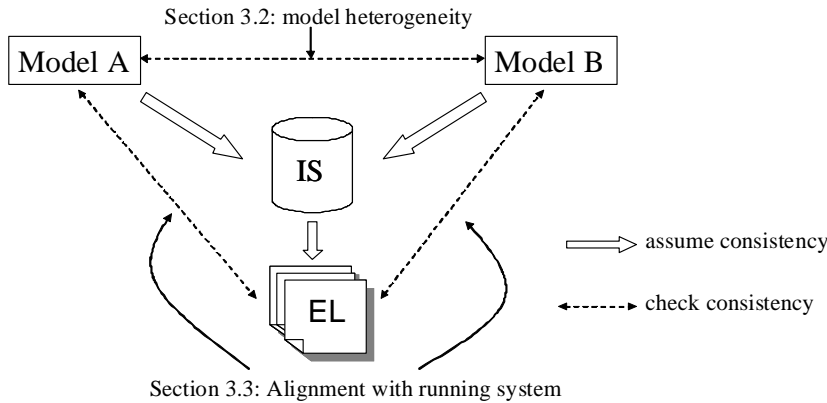 Section 3.2: model heterogeneity
Model A
Model B
IS
assume consistency
EL
check consistency
Section 3.3: Alignment with running system